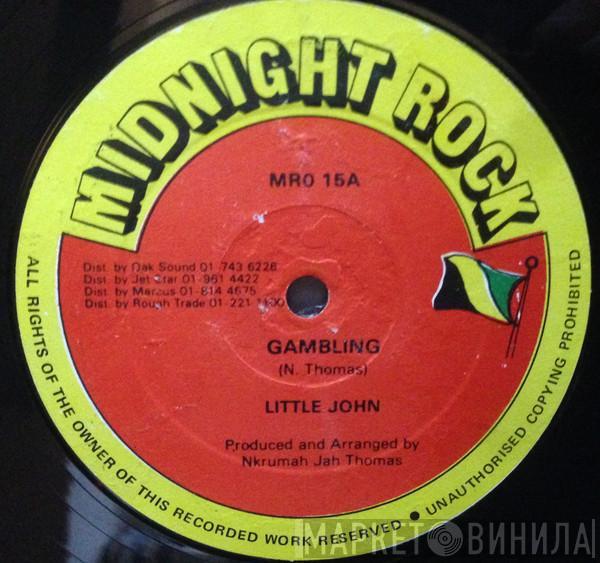 MIDNIGHT ROCK
MRO 15A
Dist. by Oak Sound 01 743 6226
Dist. by Jet Star 01-961 4422
Dist. by Marcus 01-814 4675
Dist. by Rough Trade 01-221 1100
GAMBLING
(N. Thomas)
LITTLE JOHN
Produced and Arranged by
Nkrumah Jah Thomas
ALL RIGHTS OF THE OWNER OF THIS RECORDED WORK RESERVED ● UNAUTHORISED COPYING PROHIBITED
МАРКЕТ ВИНИЛА